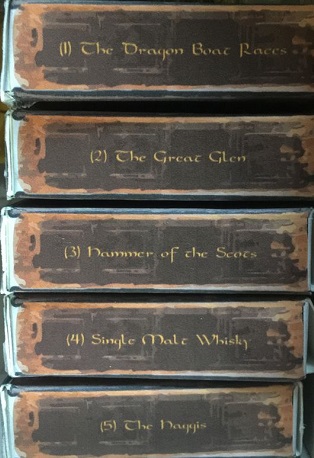 (1) The Dragon Boat Races
(2) The Great Glen
(3) Hammer of the Scots
(4) Single Malt Whisky
(5) The Haggis